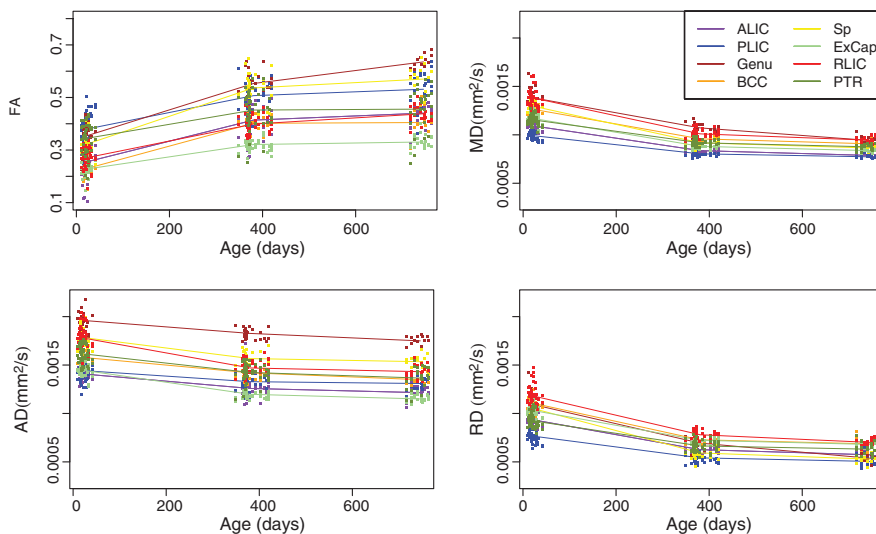 ALIC
PLIC
Genu
BCC
Sp
ExCap
RLIC
PTR
FA
0.1 0.3 0.5 0.7
0 200 400 600
Age (days)
MD(mm²/s)
0.0005 0.0015
0 200 400 600
Age (days)
AD(mm²/s)
0.0005 0.0015
0 200 400 600
Age (days)
RD (mm²/s)
0.0005 0.0015
0 200 400 600
Age (days)